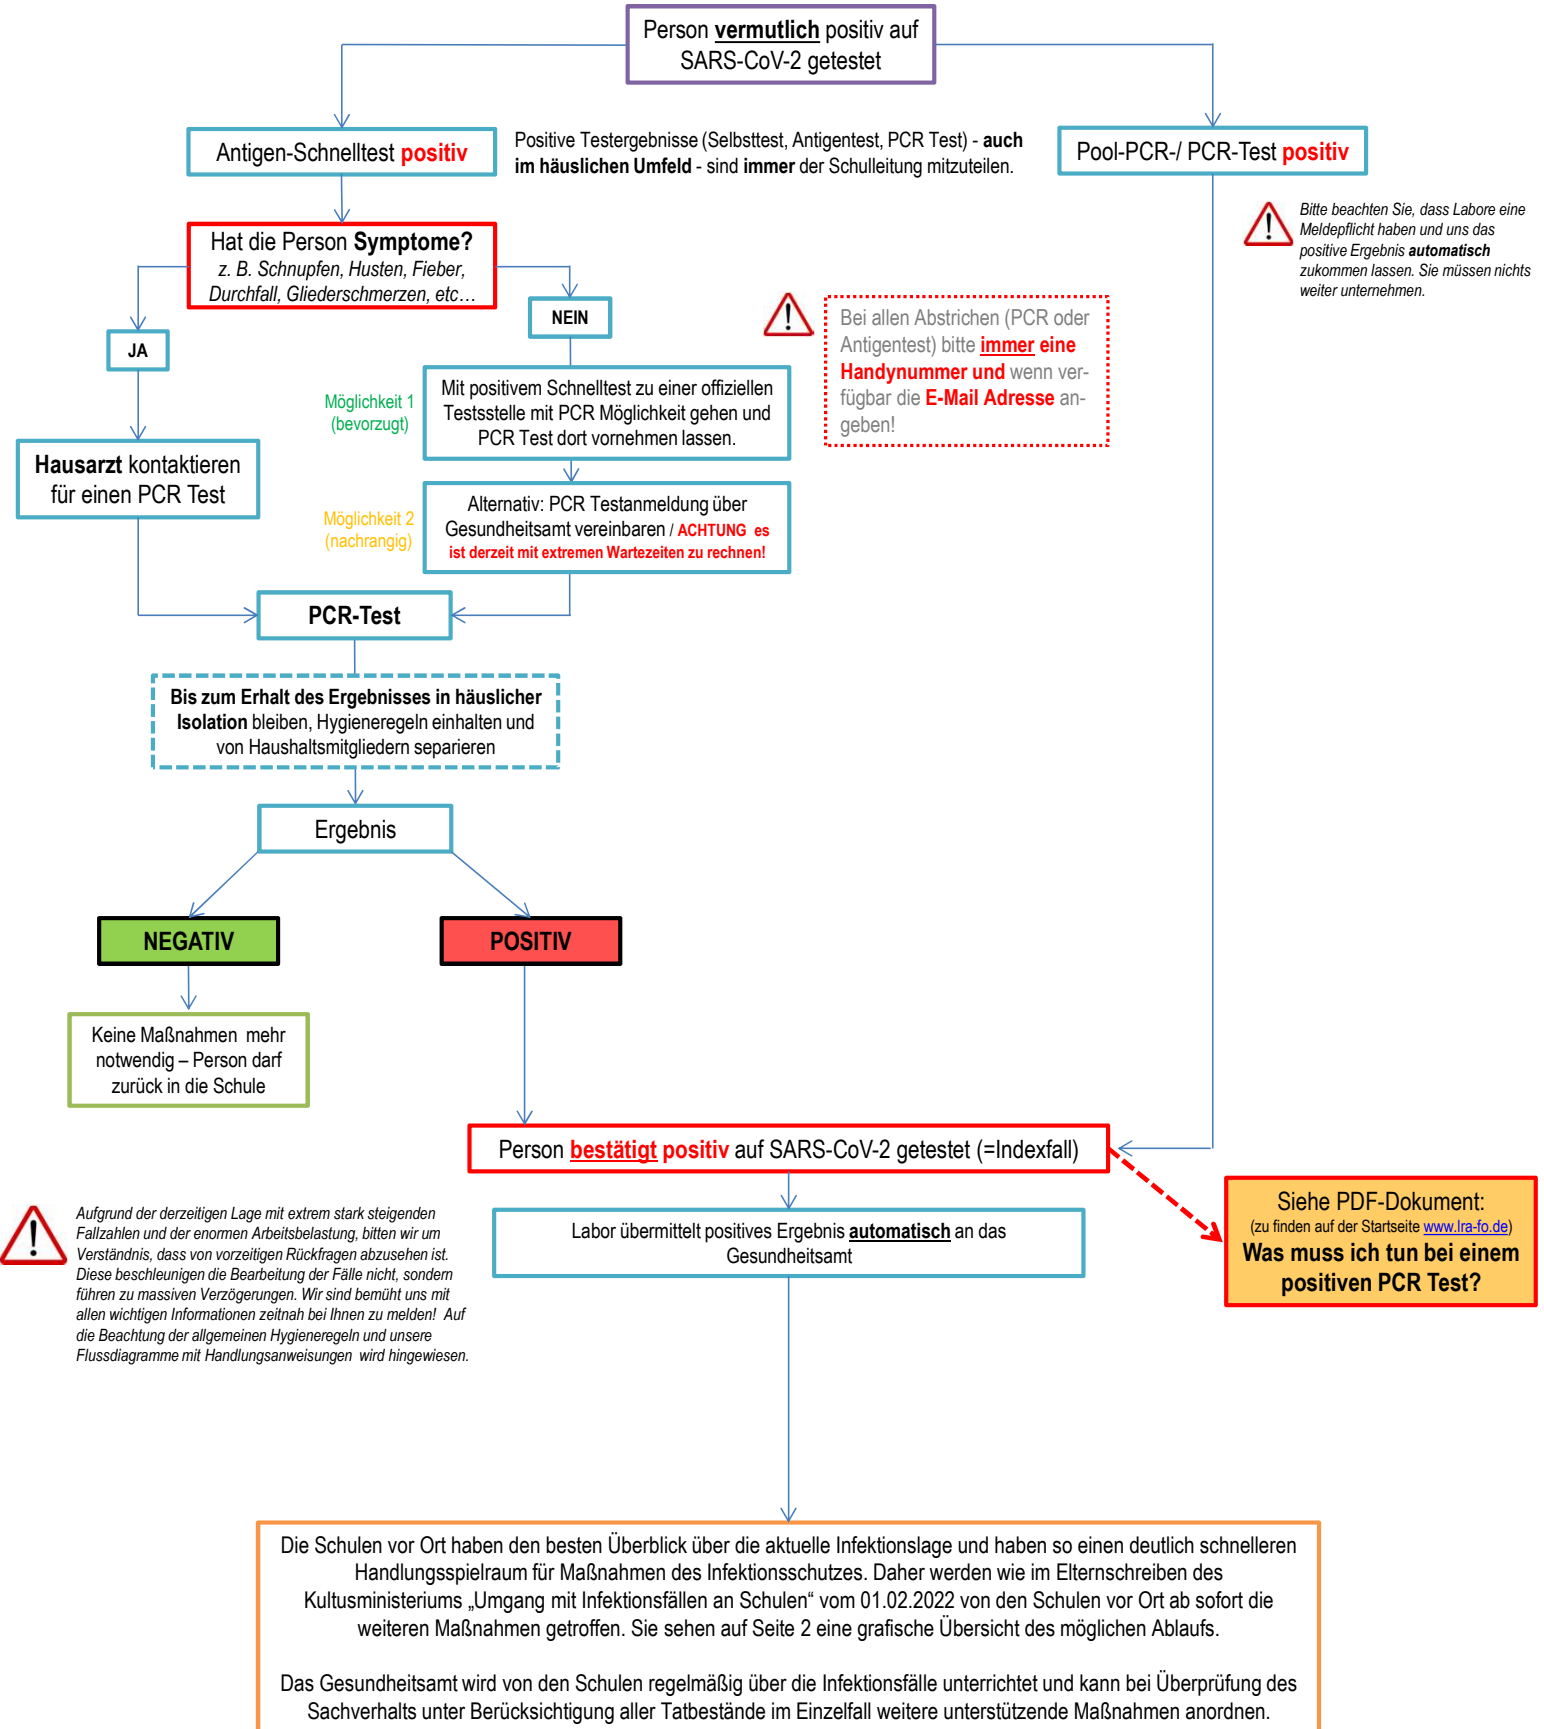 Person vermutlich positiv auf
SARS-CoV-2 getestet
Antigen-Schnelltest positiv
Positive Testergebnisse (Selbsttest, Antigentest, PCR Test) - auch
im häuslichen Umfeld - sind immer der Schulleitung mitzuteilen.
Pool-PCR-/ PCR-Test positiv
Bitte beachten Sie, dass Labore eine
Meldepflicht haben und uns das
positive Ergebnis automatisch
zukommen lassen. Sie müssen nichts
weiter unternehmen.
Hat die Person Symptome?
z. B. Schnupfen, Husten, Fieber,
Durchfall, Gliederschmerzen, etc…
NEIN
JA
Bei allen Abstrichen (PCR oder
Antigentest) bitte immer eine
Handynummer und wenn ver-
fügbar die E-Mail Adresse an-
geben!
Möglichkeit 1
(bevorzugt)
Mit positivem Schnelltest zu einer offiziellen
Testsstelle mit PCR Möglichkeit gehen und
PCR Test dort vornehmen lassen.
Hausarzt kontaktieren
für einen PCR Test
Möglichkeit 2
(nachrangig)
Alternativ: PCR Testanmeldung über
Gesundheitsamt vereinbaren / ACHTUNG es
ist derzeit mit extremen Wartezeiten zu rechnen!
PCR-Test
Bis zum Erhalt des Ergebnisses in häuslicher
Isolation bleiben, Hygieneregeln einhalten und
von Haushaltsmitgliedern separieren
Ergebnis
NEGATIV
POSITIV
Keine Maßnahmen mehr
notwendig – Person darf
zurück in die Schule
Person bestätigt positiv auf SARS-CoV-2 getestet (=Indexfall)
Aufgrund der derzeitigen Lage mit extrem stark steigenden
Fallzahlen und der enormen Arbeitsbelastung, bitten wir um
Verständnis, dass von vorzeitigen Rückfragen abzusehen ist.
Diese beschleunigen die Bearbeitung der Fälle nicht, sondern
führen zu massiven Verzögerungen. Wir sind bemüht uns mit
allen wichtigen Informationen zeitnah bei Ihnen zu melden! Auf
die Beachtung der allgemeinen Hygieneregeln und unsere
Flussdiagramme mit Handlungsanweisungen wird hingewiesen.
Labor übermittelt positives Ergebnis automatisch an das
Gesundheitsamt
Siehe PDF-Dokument:
(zu finden auf der Startseite www.lra-fo.de)
Was muss ich tun bei einem
positiven PCR Test?
Die Schulen vor Ort haben den besten Überblick über die aktuelle Infektionslage und haben so einen deutlich schnelleren
Handlungsspielraum für Maßnahmen des Infektionsschutzes. Daher werden wie im Elternschreiben des
Kultusministeriums „Umgang mit Infektionsfällen an Schulen“ vom 01.02.2022 von den Schulen vor Ort ab sofort die
weiteren Maßnahmen getroffen. Sie sehen auf Seite 2 eine grafische Übersicht des möglichen Ablaufs.
Das Gesundheitsamt wird von den Schulen regelmäßig über die Infektionsfälle unterrichtet und kann bei Überprüfung des
Sachverhalts unter Berücksichtigung aller Tatbestände im Einzelfall weitere unterstützende Maßnahmen anordnen.